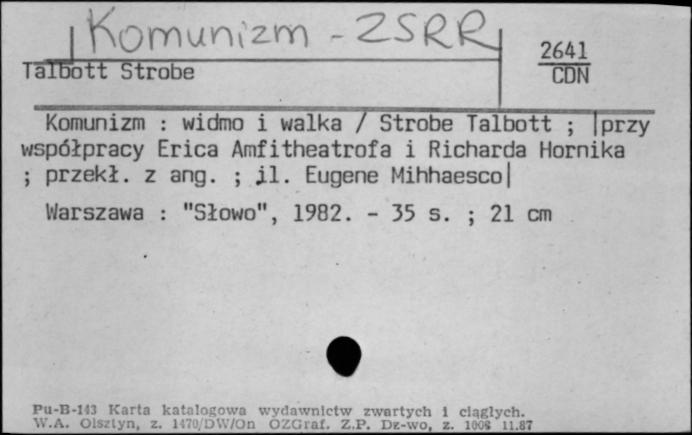 Komunizm - ZSRR
2641
CDN
Talbott Strobe
Komunizm : widmo i walka / Strobe Talbott ; |przy
współpracy Erica Amfitheatrofa i Richarda Hornika
; przekł. z ang. ; il. Eugene Mihhaesco|
Warszawa : "Słowo", 1982. - 35 s. ; 21 cm
Pu-B-143 Karta katalogowa wydawnictw zwartych i ciągłych.
W.A. Olsztyn, z. 1470/DW/On OZGraf. Z.P. Dz-wo, z. 1008 11.87